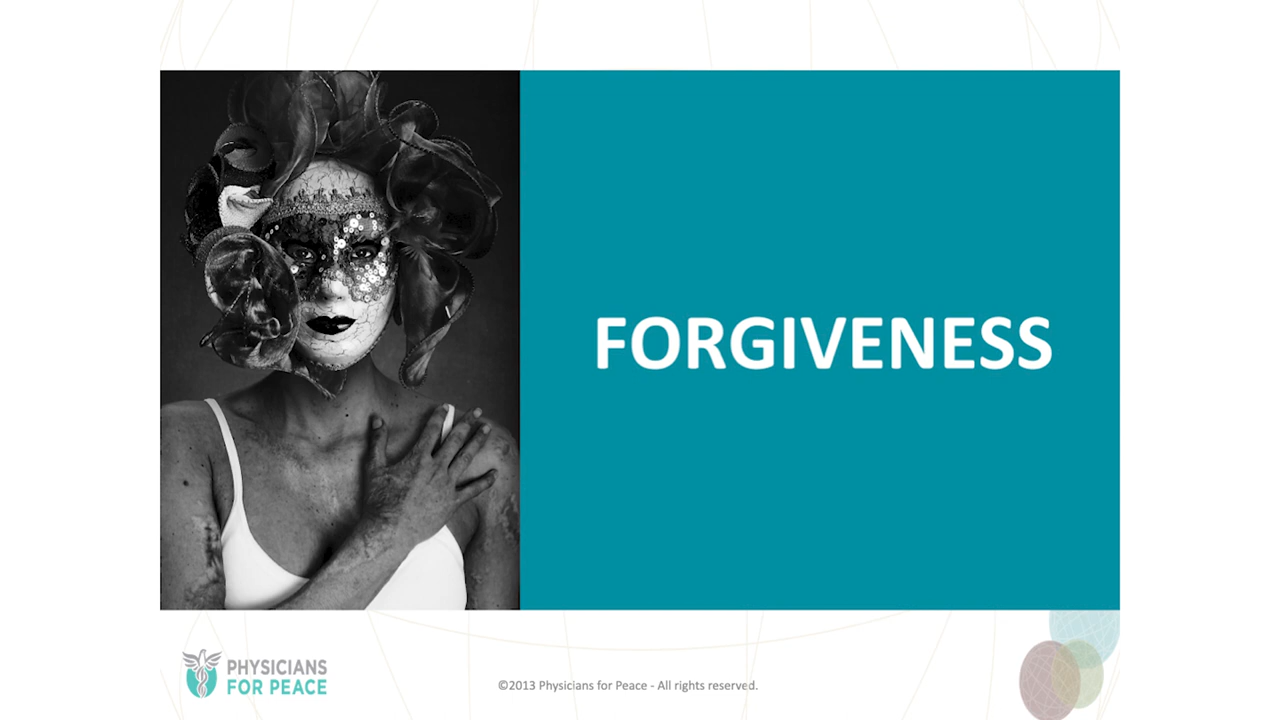 FORGIVENESS
PHYSICIANS
FOR PEACE
©2013 Physicians for Peace - All rights reserved.